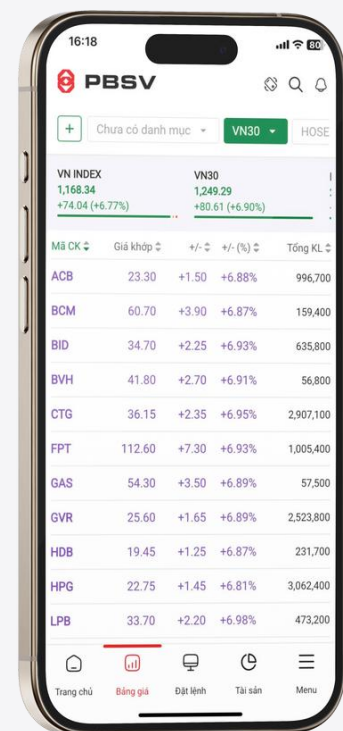 16:18
80
PBSV
+ Chưa có danh mục VN30 HOSE
VN INDEX VN30
1,168.34 1,249.29
+74.04 (+6.77%) +80.61 (+6.90%)
Mã CK Giá khớp +/- +/- (%) Tổng KL
ACB 23.30 +1.50 +6.88% 996,700
BCM 60.70 +3.90 +6.87% 159,400
BID 34.70 +2.25 +6.93% 635,800
BVH 41.80 +2.70 +6.91% 56,800
CTG 36.15 +2.35 +6.95% 2,907,100
FPT 112.60 +7.30 +6.93% 1,005,400
GAS 54.30 +3.50 +6.89% 57,500
GVR 25.60 +1.65 +6.89% 2,523,800
HDB 19.45 +1.25 +6.87% 231,700
HPG 22.75 +1.45 +6.81% 3,062,400
LPB 33.70 +2.20 +6.98% 473,200
Trang chủ Bảng giá Đặt lệnh Tài sản Menu